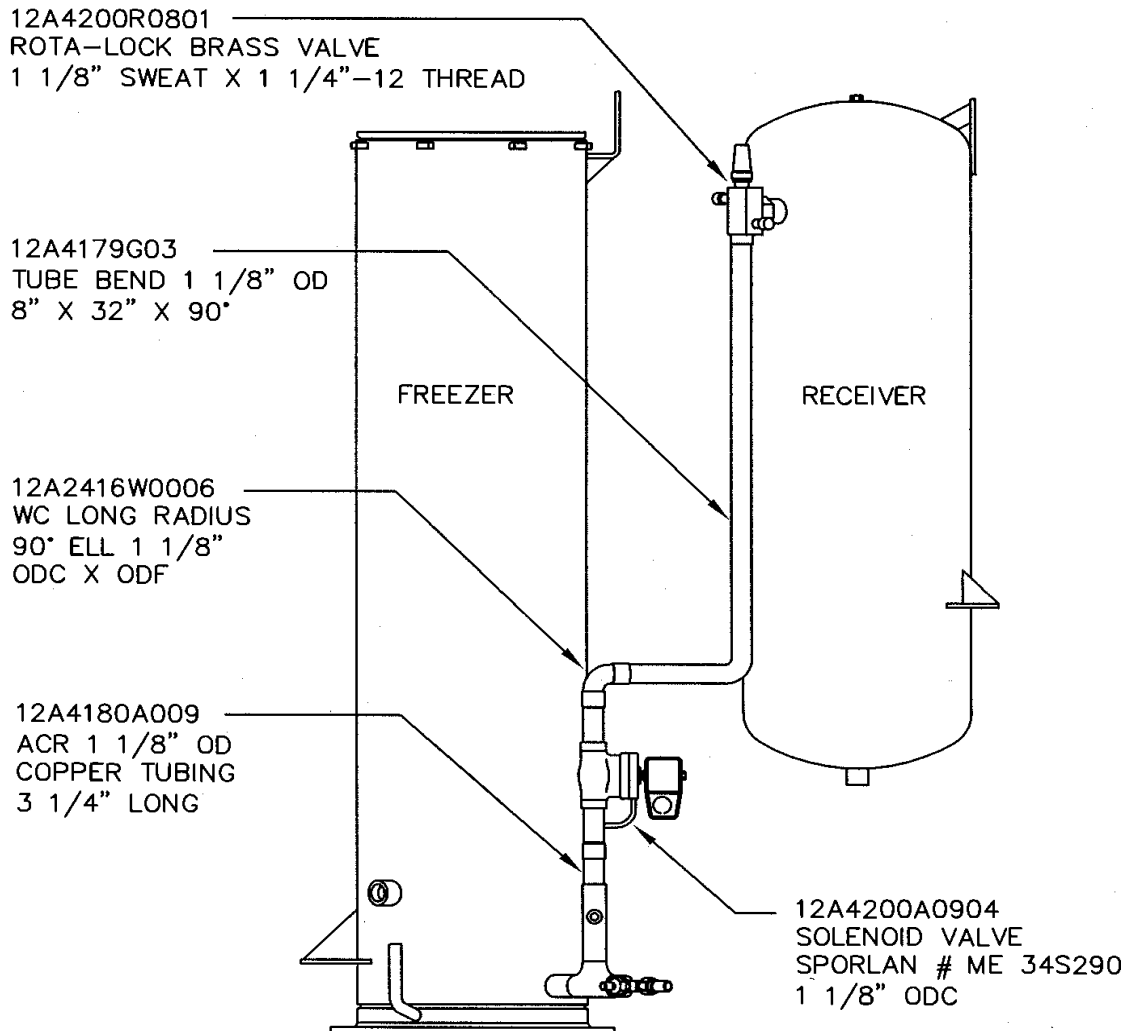 12A4200R0801
ROTA-LOCK BRASS VALVE
1 1/8" SWEAT X 1 1/4"-12 THREAD
12A4179G03
TUBE BEND 1 1/8" OD
8" X 32" X 90°
FREEZER
RECEIVER
12A2416W0006
WC LONG RADIUS
90° ELL 1 1/8"
ODC X ODF
12A4180A009
ACR 1 1/8" OD
COPPER TUBING
3 1/4" LONG
12A4200A0904
SOLENOID VALVE
SPORLAN # ME 34S290
1 1/8" ODC